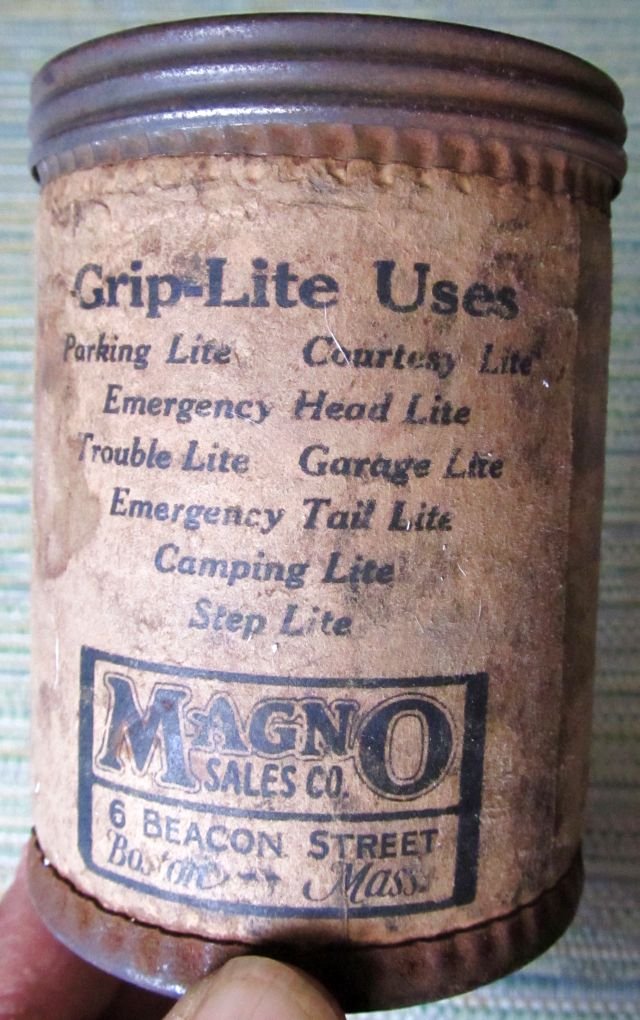 Grip-Lite Uses
Parking Lite Courtesy Lite
Emergency Head Lite
Trouble Lite Garage Lite
Emergency Tail Lite
Camping Lite
Step Lite
MAGNO
SALES CO.
6 BEACON STREET
Boston Mass.